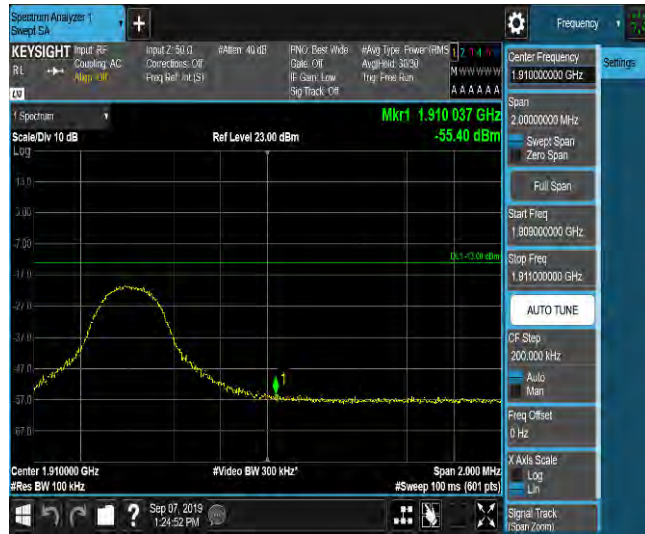 Spectrum Analyzer 1
Swept SA
+
Frequency
KEYSIGHT Input: RF
Input Z: 50 Ω
#Atten: 40 dB
PNO: Best Wide
#Avg Type: Power (RMS
1 2 3 4 5 6
RL
Coupling: AC
Corrections: Off
Gate: Off
Avg|Hold: 30/30
M W W W W W
Align: Off
Freq Ref: Int (S)
IF Gain: Low
Trig: Free Run
Sig Track: Off
A A A A A A
LXI
Center Frequency
1.910000000 GHz
Settings
Span
2.00000000 MHz
Swept Span
Zero Span
Full Span
Start Freq
1.909000000 GHz
Stop Freq
1.911000000 GHz
AUTO TUNE
CF Step
200.000 kHz
Auto
Man
Freq Offset
0 Hz
X Axis Scale
Log
Lin
Signal Track
(Span Zoom)
1 Spectrum
Mkr1 1.910 037 GHz
Scale/Div 10 dB
Ref Level 23.00 dBm
-55.40 dBm
Log
13.0
3.00
-7.00
DL1 -13.00 dBm
-17.0
-27.0
-37.0
-47.0
1
-57.0
-67.0
Center 1.910000 GHz
#Video BW 300 kHz*
Span 2.000 MHz
#Res BW 100 kHz
#Sweep 100 ms (601 pts)
?
Sep 07, 2019
1:24:52 PM